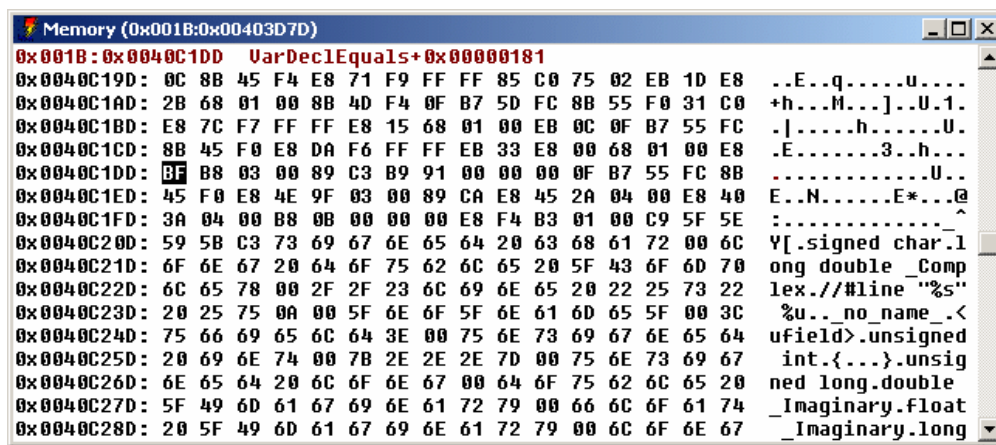 Memory (0x001B:0x00403D7D)
0x001B:0x0040C1DD VarDeclEquals+0x00000181
0x0040C19D: 0C 8B 45 F4 E8 71 F9 FF FF 85 C0 75 02 EB 1D E8 ..E..q.....u....
0x0040C1AD: 2B 68 01 00 8B 4D F4 0F B7 5D FC 8B 55 F0 31 C0 +h...M...]..U.1.
0x0040C1BD: E8 7C F7 FF FF E8 15 68 01 00 EB 0C 0F B7 55 FC .|.....h......U.
0x0040C1CD: 8B 45 F0 E8 DA F6 FF FF EB 33 E8 00 68 01 00 E8 .E.......3..h...
0x0040C1DD: BF B8 03 00 89 C3 B9 91 00 00 00 0F B7 55 FC 8B .............U..
0x0040C1ED: 45 F0 E8 4E 9F 03 00 89 CA E8 45 2A 04 00 E8 40 E..N......E*...@
0x0040C1FD: 3A 04 00 B8 0B 00 00 00 E8 F4 B3 01 00 C9 5F 5E :............._^
0x0040C20D: 59 5B C3 73 69 67 6E 65 64 20 63 68 61 72 00 6C Y[.signed char.l
0x0040C21D: 6F 6E 67 20 64 6F 75 62 6C 65 20 5F 43 6F 6D 70 ong double _Comp
0x0040C22D: 6C 65 78 00 2F 2F 23 6C 69 6E 65 20 22 25 73 22 lex.//#line "%s"
0x0040C23D: 20 25 75 0A 00 5F 6E 6F 5F 6E 61 6D 65 5F 00 3C %u.._no_name_.<
0x0040C24D: 75 66 69 65 6C 64 3E 00 75 6E 73 69 67 6E 65 64 ufield>.unsigned
0x0040C25D: 20 69 6E 74 00 7B 2E 2E 2E 7D 00 75 6E 73 69 67 int.{...}.unsig
0x0040C26D: 6E 65 64 20 6C 6F 6E 67 00 64 6F 75 62 6C 65 20 ned long.double
0x0040C27D: 5F 49 6D 61 67 69 6E 61 72 79 00 66 6C 6F 61 74 _Imaginary.float
0x0040C28D: 20 5F 49 6D 61 67 69 6E 61 72 79 00 6C 6F 6E 67 _Imaginary.long